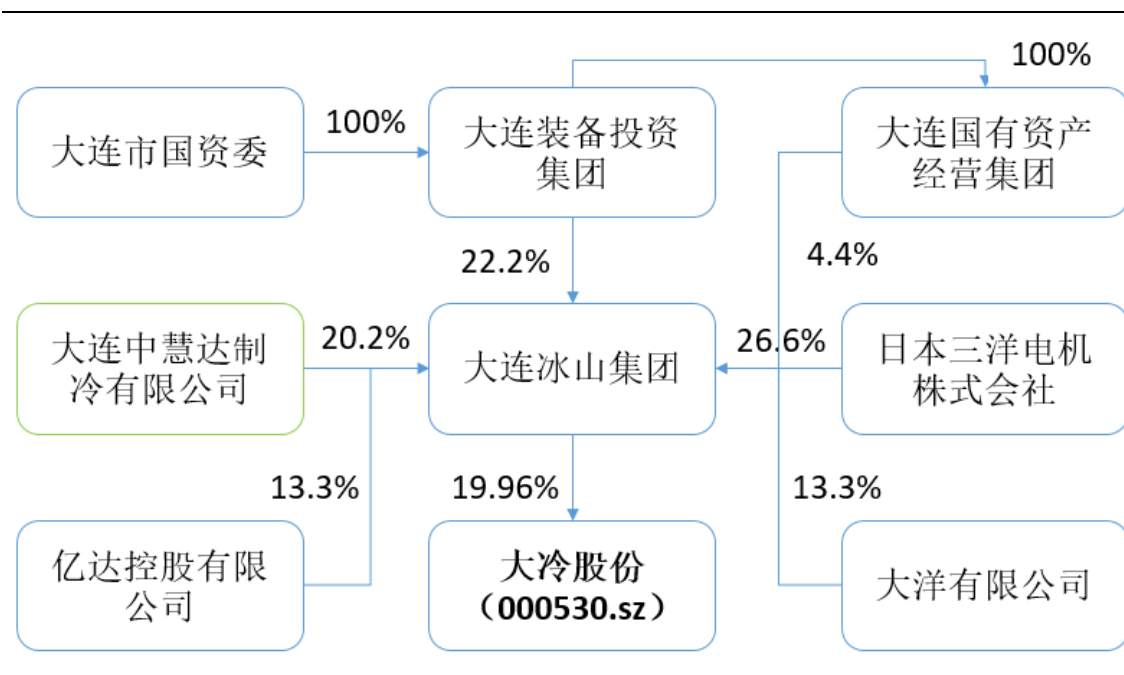 100%
大连市国资委
100%
大连装备投资
集团
大连国有资产
经营集团
22.2%
4.4%
大连中慧达制
冷有限公司
20.2%
大连冰山集团
26.6%
日本三洋电机
株式会社
13.3%
19.96%
13.3%
亿达控股有限
公司
大冷股份
（000530.sz）
大洋有限公司